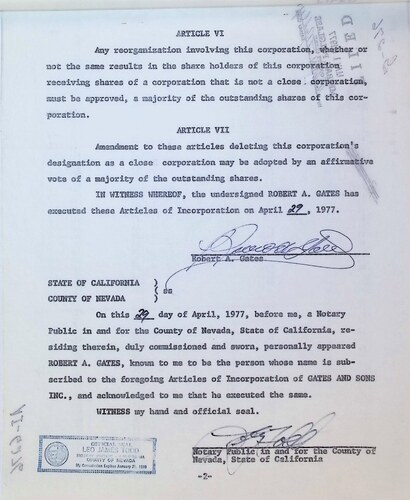 ARTICLE VI
Any reorganization involving this corporation, whether or
not the same results in the share holders of this corporation
receiving shares of a corporation that is not a close corporation,
must be approved, a majority of the outstanding shares of this cor-
poration.
ARTICLE VII
Amendment to these articles deleting this corporation's
designation as a close corporation may be adopted by an affirmative
vote of a majority of the outstanding shares.
IN WITNESS WHEREOF, the undersigned ROBERT A. GATES has
executed these Articles of Incorporation on April 29, 1977.
Robert A. Gates
STATE OF CALIFORNIA )
) ss
COUNTY OF NEVADA )
On this 29 day of April, 1977, before me, a Notary
Public in and for the County of Nevada, State of California, re-
siding therein, duly commissioned and sworn, personally appeared
ROBERT A. GATES, known to me to be the person whose name is sub-
scribed to the foregoing Articles of Incorporation of GATES AND SONS
INC., and acknowledged to me that he executed the same.
WITNESS my hand and official seal.
OFFICIAL SEAL
LEO JAMES TODD
COUNTY OF NEVADA
Notary Public in and for the County of
Nevada, State of California
-2-